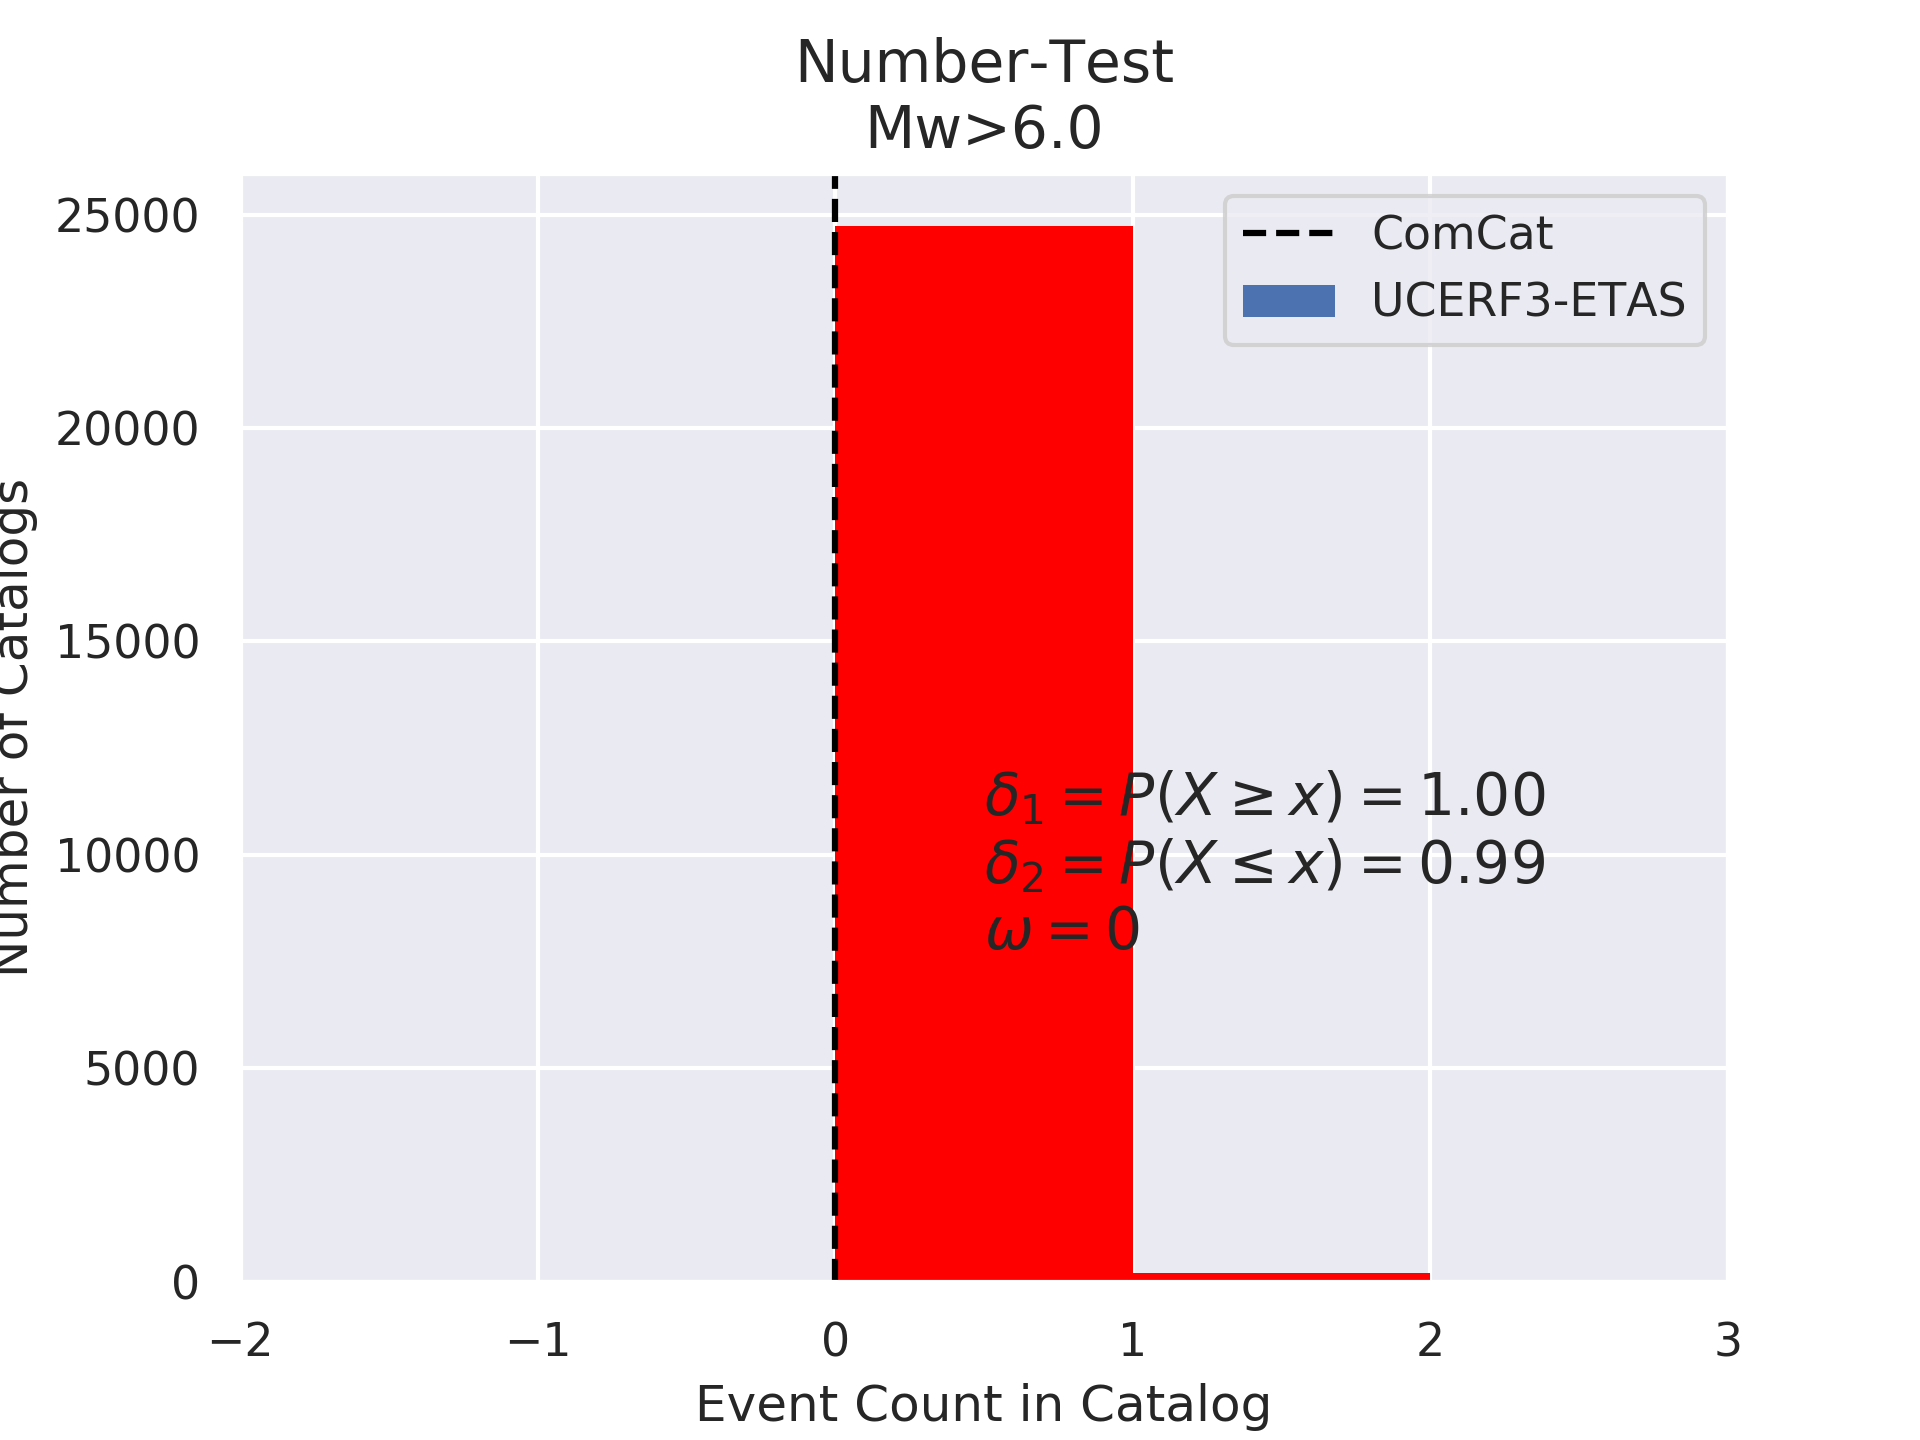 Number-Test
Mw>6.0
25000
20000
15000
10000
5000
0
Number of Catalogs
ComCat
UCERF3-ETAS
δ₁ = P(X ≥ x) = 1.00
δ₂ = P(X ≤ x) = 0.99
ω = 0
−2 −1 0 1 2 3
Event Count in Catalog